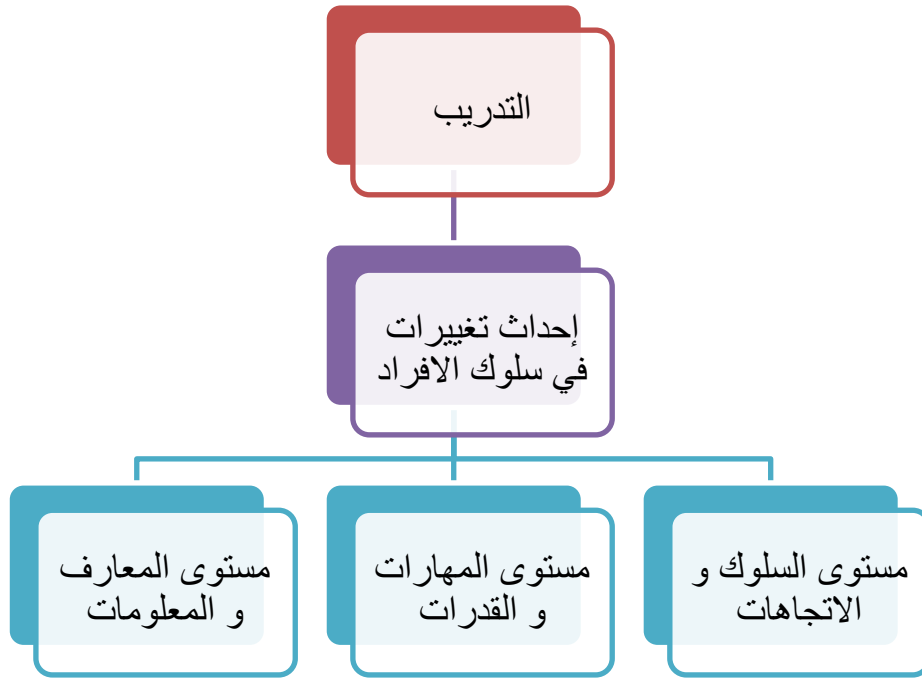 التدريب
إحداث تغييرات
في سلوك الافراد
مستوى السلوك و
الاتجاهات
مستوى المهارات
و القدرات
مستوى المعارف
و المعلومات